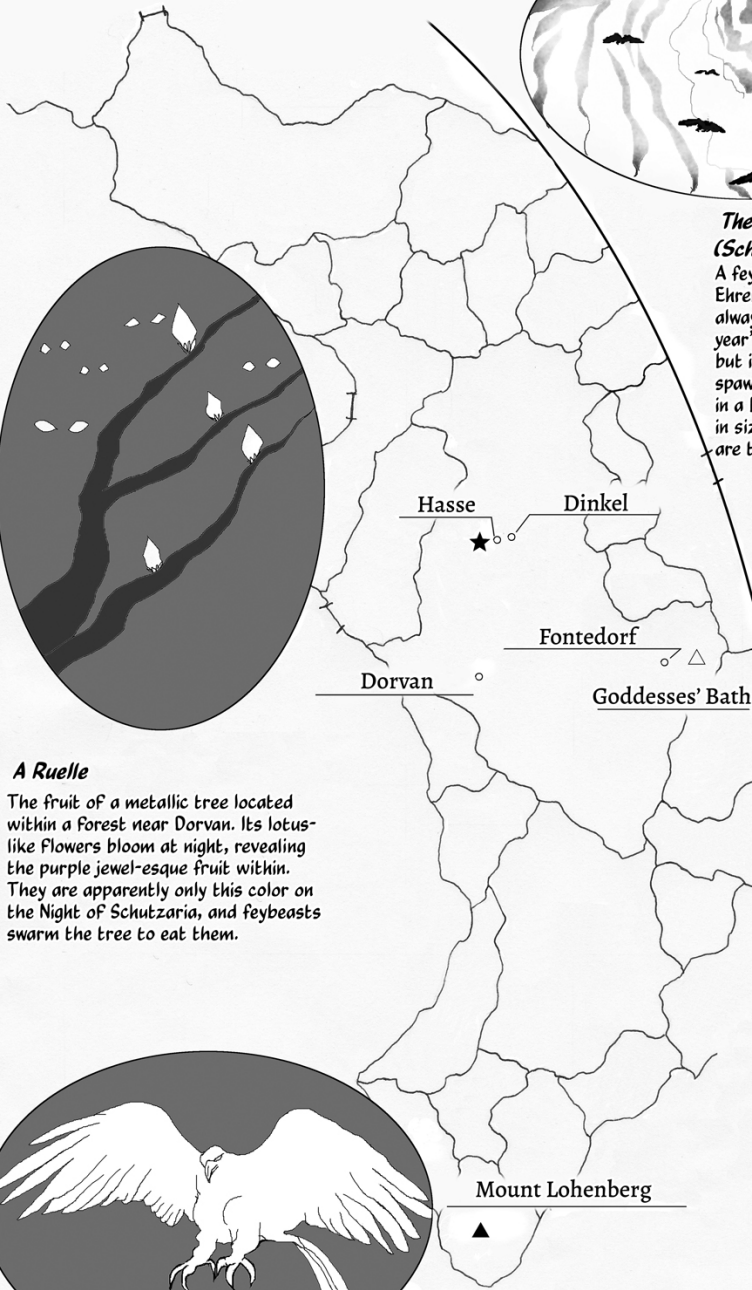 The
(Sch
A fey
Ehre
alway
year'
but i
spaw
in a
in siz
are t
Hasse
Dinkel
Fontedorf
Dorvan
Goddesses' Bath
A Ruelle
The fruit of a metallic tree located
within a forest near Dorvan. Its lotus-
like flowers bloom at night, revealing
the purple jewel-esque fruit within.
They are apparently only this color on
the Night of Schutzaria, and feybeasts
swarm the tree to eat them.
Mount Lohenberg